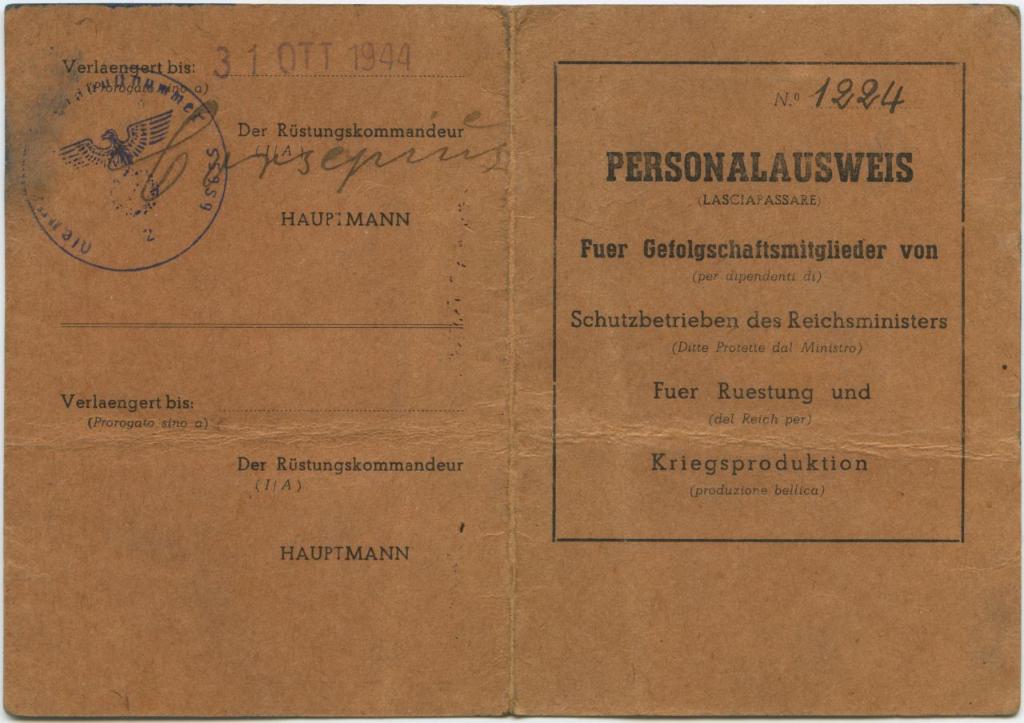 Verlaengert bis: 31 OTT 1944
(Prorogato sino a)
Der Rüstungskommandeur
(I/A)
HAUPTMANN
Verlaengert bis:
(Prorogato sino a)
Der Rüstungskommandeur
(I/A)
HAUPTMANN
N.º 1224
PERSONALAUSWEIS
(LASCIAPASSARE)
Fuer Gefolgschaftsmitglieder von
(per dipendenti di)
Schutzbetrieben des Reichsministers
(Ditte Protette dal Ministro)
Fuer Ruestung und
(del Reich per)
Kriegsproduktion
(produzione bellica)